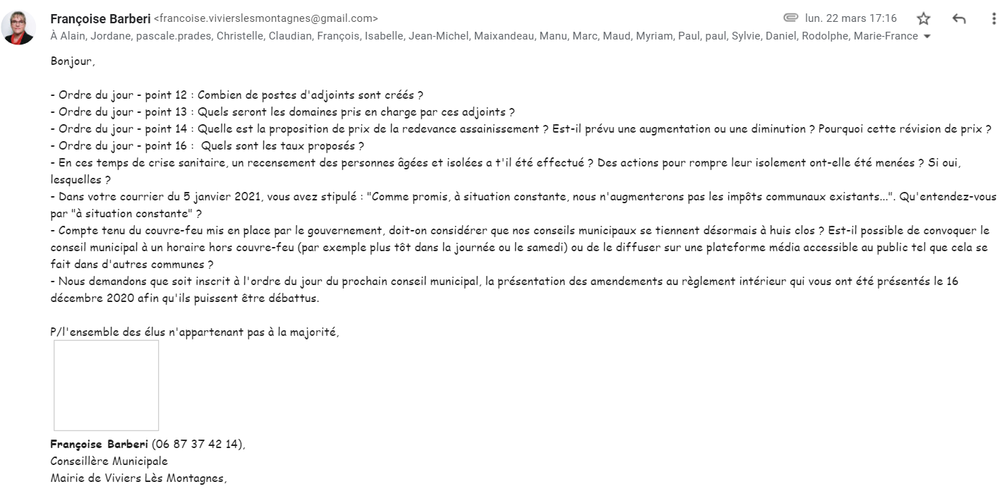 Françoise Barberi <francoise.vivierslesmontagnes@gmail.com> lun. 22 mars 17:16
À Alain, Jordane, pascale.prades, Christelle, Claudian, François, Isabelle, Jean-Michel, Maixandeau, Manu, Marc, Maud, Myriam, Paul, paul, Sylvie, Daniel, Rodolphe, Marie-France
Bonjour,
- Ordre du jour - point 12 : Combien de postes d'adjoints sont créés ?
- Ordre du jour - point 13 : Quels seront les domaines pris en charge par ces adjoints ?
- Ordre du jour - point 14 : Quelle est la proposition de prix de la redevance assainissement ? Est-il prévu une augmentation ou une diminution ? Pourquoi cette révision de prix ?
- Ordre du jour - point 16 :  Quels sont les taux proposés ?
- En ces temps de crise sanitaire, un recensement des personnes âgées et isolées a t'il été effectué ? Des actions pour rompre leur isolement ont-elle été menées ? Si oui,
lesquelles ?
- Dans votre courrier du 5 janvier 2021, vous avez stipulé : "Comme promis, à situation constante, nous n'augmenterons pas les impôts communaux existants...". Qu'entendez-vous
par "à situation constante" ?
- Compte tenu du couvre-feu mis en place par le gouvernement, doit-on considérer que nos conseils municipaux se tiennent désormais à huis clos ? Est-il possible de convoquer le
conseil municipal à un horaire hors couvre-feu (par exemple plus tôt dans la journée ou le samedi) ou de le diffuser sur une plateforme média accessible au public tel que cela se
fait dans d'autres communes ?
- Nous demandons que soit inscrit à l'ordre du jour du prochain conseil municipal, la présentation des amendements au règlement intérieur qui vous ont été présentés le 16
décembre 2020 afin qu'ils puissent être débattus.
P/l'ensemble des élus n'appartenant pas à la majorité,
Françoise Barberi (06 87 37 42 14),
Conseillère Municipale
Mairie de Viviers Lès Montagnes,